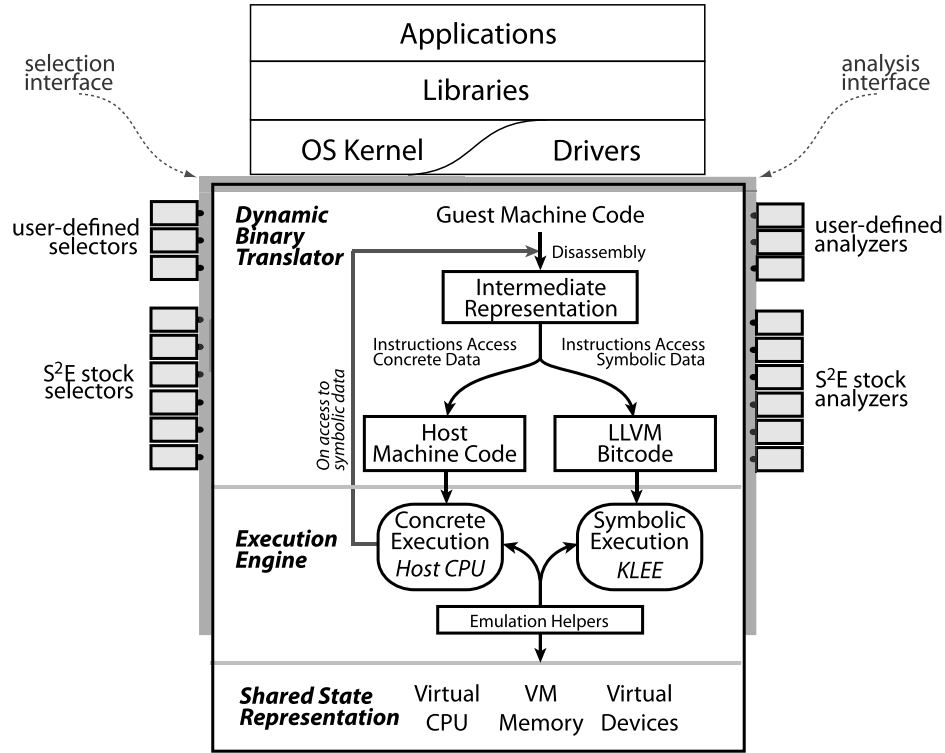 Applications
selection
interface
analysis
interface
Libraries
OS Kernel
Drivers
Dynamic
Binary
Translator
Guest Machine Code
user-defined
selectors
user-defined
analyzers
Disassembly
Intermediate
Representation
Instructions Access
Concrete Data
Instructions Access
Symbolic Data
On access to
symbolic data
S²E stock
selectors
S²E stock
analyzers
Host
Machine Code
LLVM
Bitcode
Execution
Engine
Concrete
Execution
Host CPU
Symbolic
Execution
KLEE
Emulation Helpers
Shared State
Representation
Virtual
CPU
VM
Memory
Virtual
Devices